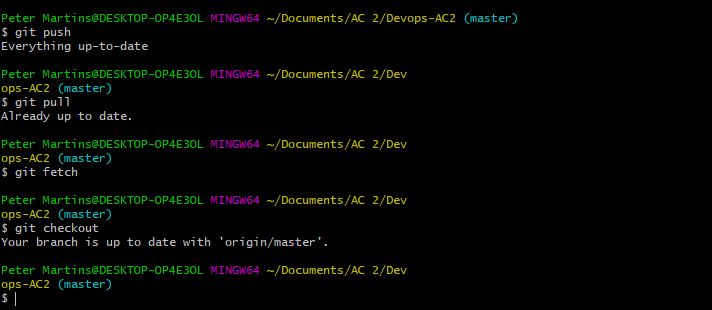 Peter Martins@DESKTOP-OP4E3OL MINGW64 ~/Documents/AC 2/Devops-AC2 (master)
$ git push
Everything up-to-date
Peter Martins@DESKTOP-OP4E3OL MINGW64 ~/Documents/AC 2/Dev
ops-AC2 (master)
$ git pull
Already up to date.
Peter Martins@DESKTOP-OP4E3OL MINGW64 ~/Documents/AC 2/Dev
ops-AC2 (master)
$ git fetch
Peter Martins@DESKTOP-OP4E3OL MINGW64 ~/Documents/AC 2/Dev
ops-AC2 (master)
$ git checkout
Your branch is up to date with 'origin/master'.
Peter Martins@DESKTOP-OP4E3OL MINGW64 ~/Documents/AC 2/Dev
ops-AC2 (master)
$